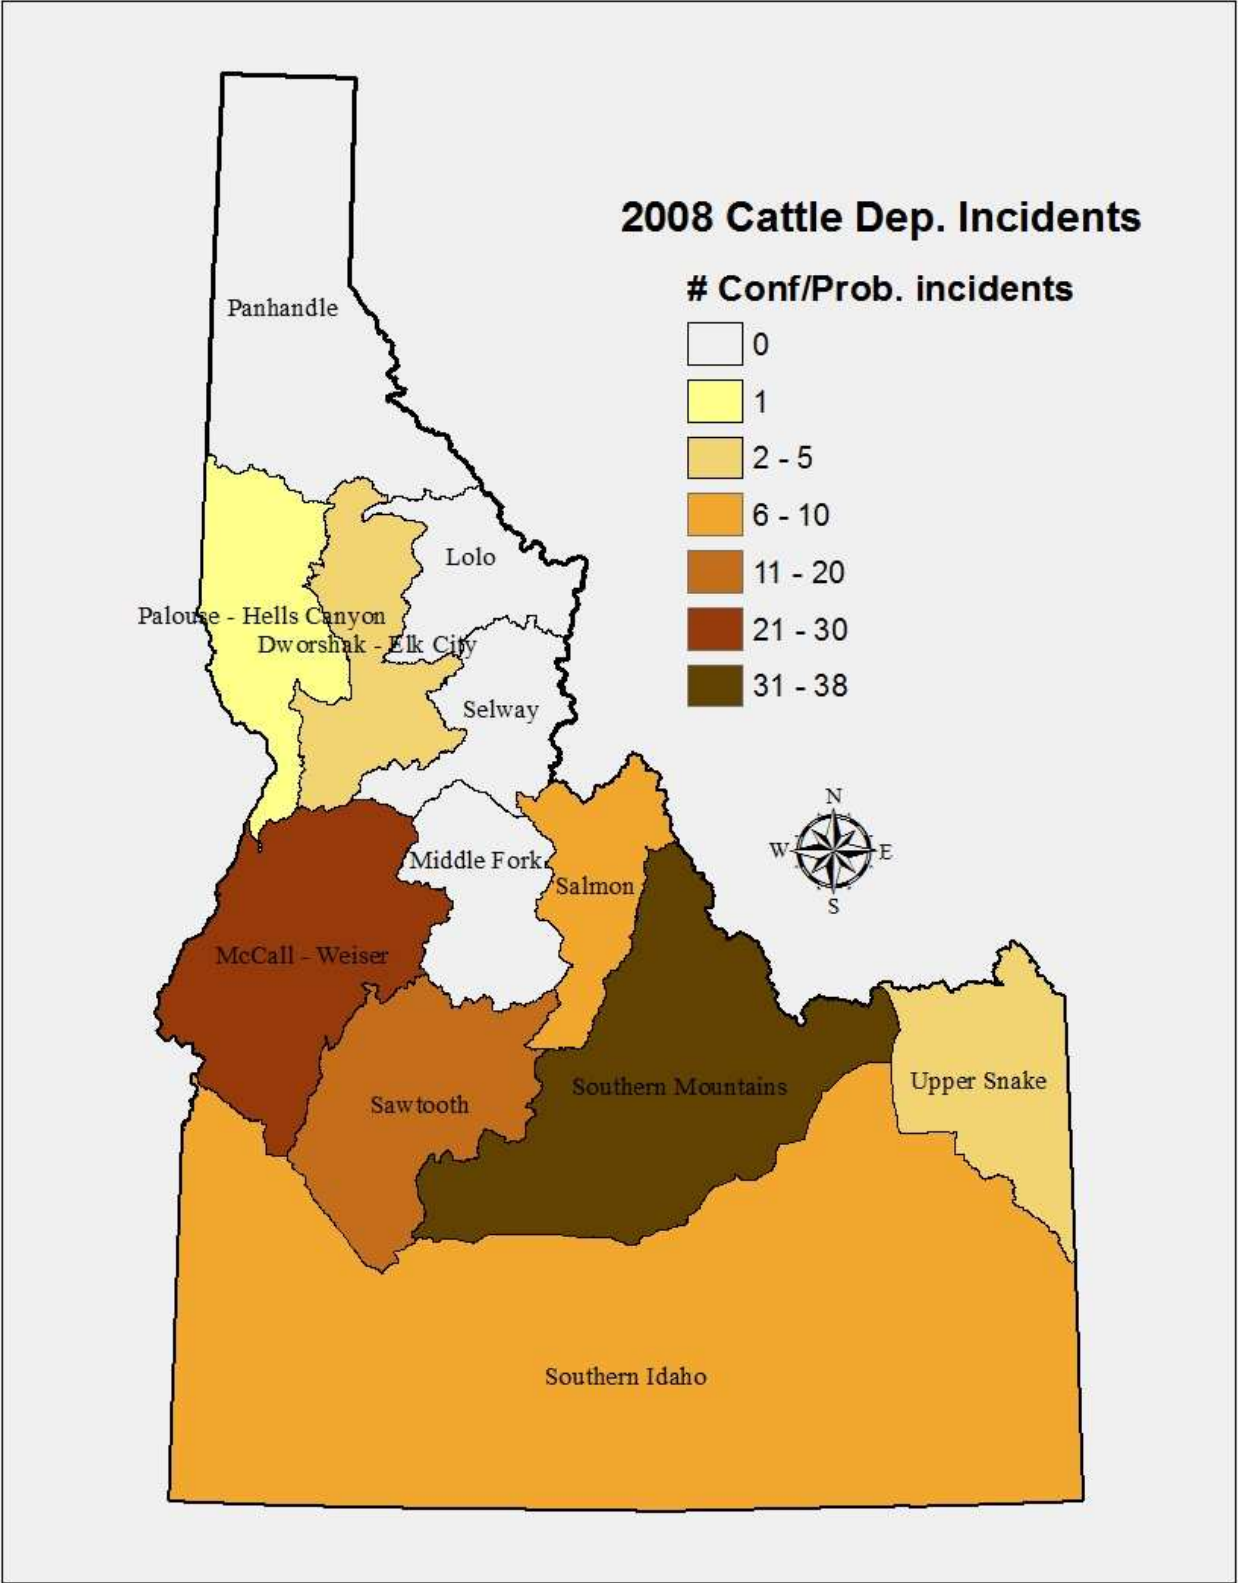 2008 Cattle Dep. Incidents
# Conf/Prob. incidents
0
1
2 - 5
6 - 10
11 - 20
21 - 30
31 - 38
Panhandle
Lolo
Palouse - Hells Canyon
Dworshak - Elk City
Selway
N
W E
S
Middle Fork
Salmon
McCall - Weiser
Southern Mountains
Upper Snake
Sawtooth
Southern Idaho